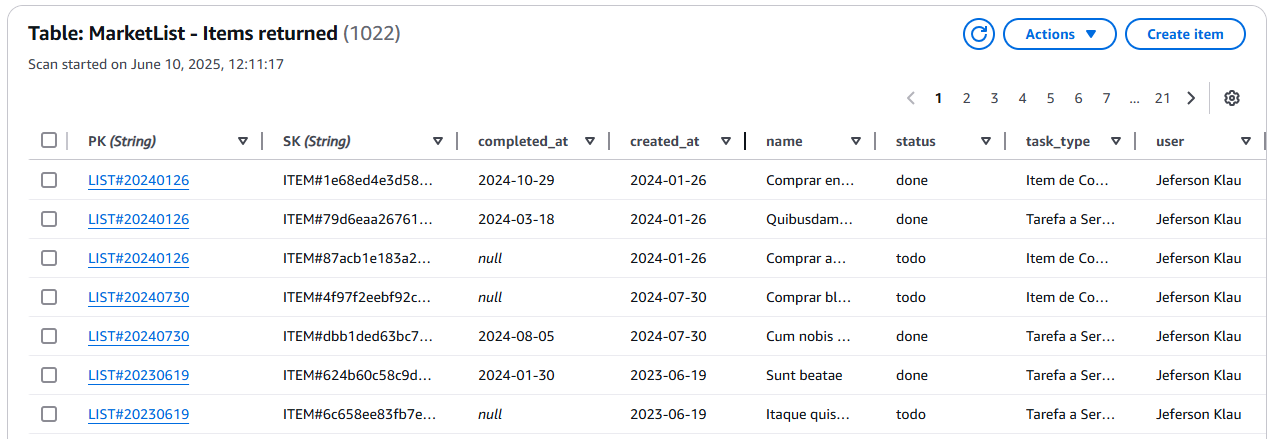 Table: MarketList - Items returned (1022)
Actions
Create item
Scan started on June 10, 2025, 12:11:17
1 2 3 4 5 6 7 ... 21
PK (String) SK (String) completed_at created_at name status task_type user
LIST#20240126 ITEM#1e68ed4e3d58... 2024-10-29 2024-01-26 Comprar en... done Item de Co... Jeferson Klau
LIST#20240126 ITEM#79d6eaa26761... 2024-03-18 2024-01-26 Quibusdam... done Tarefa a Ser... Jeferson Klau
LIST#20240126 ITEM#87acb1e183a2... null 2024-01-26 Comprar a... todo Item de Co... Jeferson Klau
LIST#20240730 ITEM#4f97f2eebf92c... null 2024-07-30 Comprar bl... todo Item de Co... Jeferson Klau
LIST#20240730 ITEM#dbb1ded63bc7... 2024-08-05 2024-07-30 Cum nobis ... done Tarefa a Ser... Jeferson Klau
LIST#20230619 ITEM#624b60c58c9d... 2024-01-30 2023-06-19 Sunt beatae done Tarefa a Ser... Jeferson Klau
LIST#20230619 ITEM#6c658ee83fb7e... null 2023-06-19 Itaque quis... todo Tarefa a Ser... Jeferson Klau